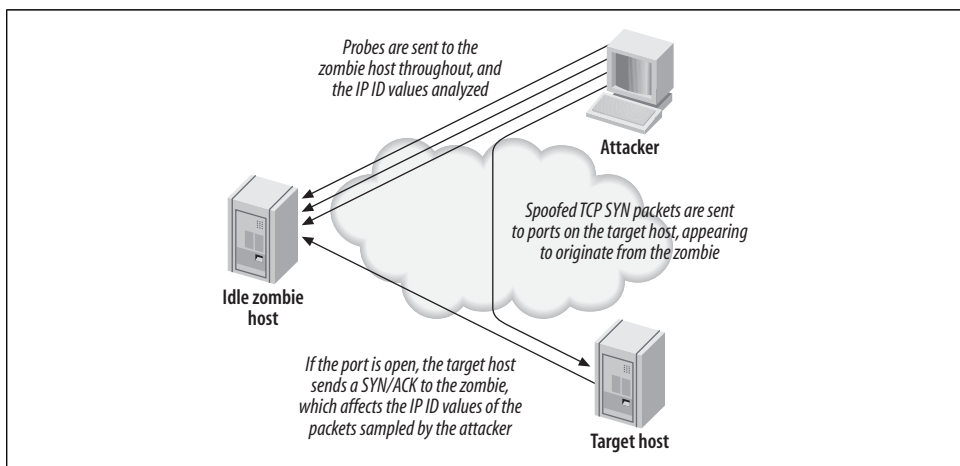 Probes are sent to the
zombie host throughout, and
the IP ID values analyzed
Attacker
Spoofed TCP SYN packets are sent
to ports on the target host, appearing
to originate from the zombie
Idle zombie
host
If the port is open, the target host
sends a SYN/ACK to the zombie,
which affects the IP ID values of the
packets sampled by the attacker
Target host